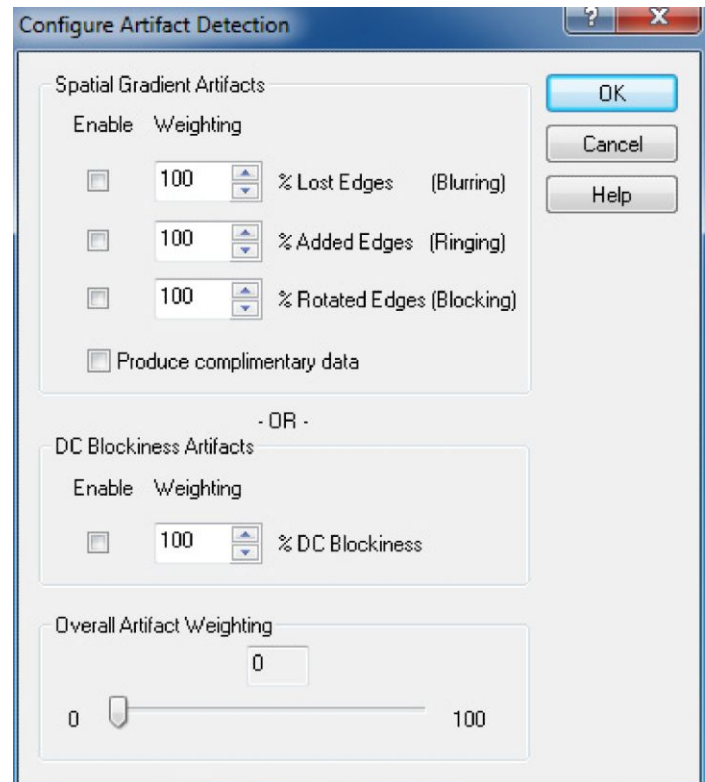 Configure Artifact Detection
? X
Spatial Gradient Artifacts
Enable Weighting
100 % Lost Edges (Blurring)
100 % Added Edges (Ringing)
100 % Rotated Edges (Blocking)
Produce complimentary data
- OR -
DC Blockiness Artifacts
Enable Weighting
100 % DC Blockiness
Overall Artifact Weighting
0
0 100
OK
Cancel
Help